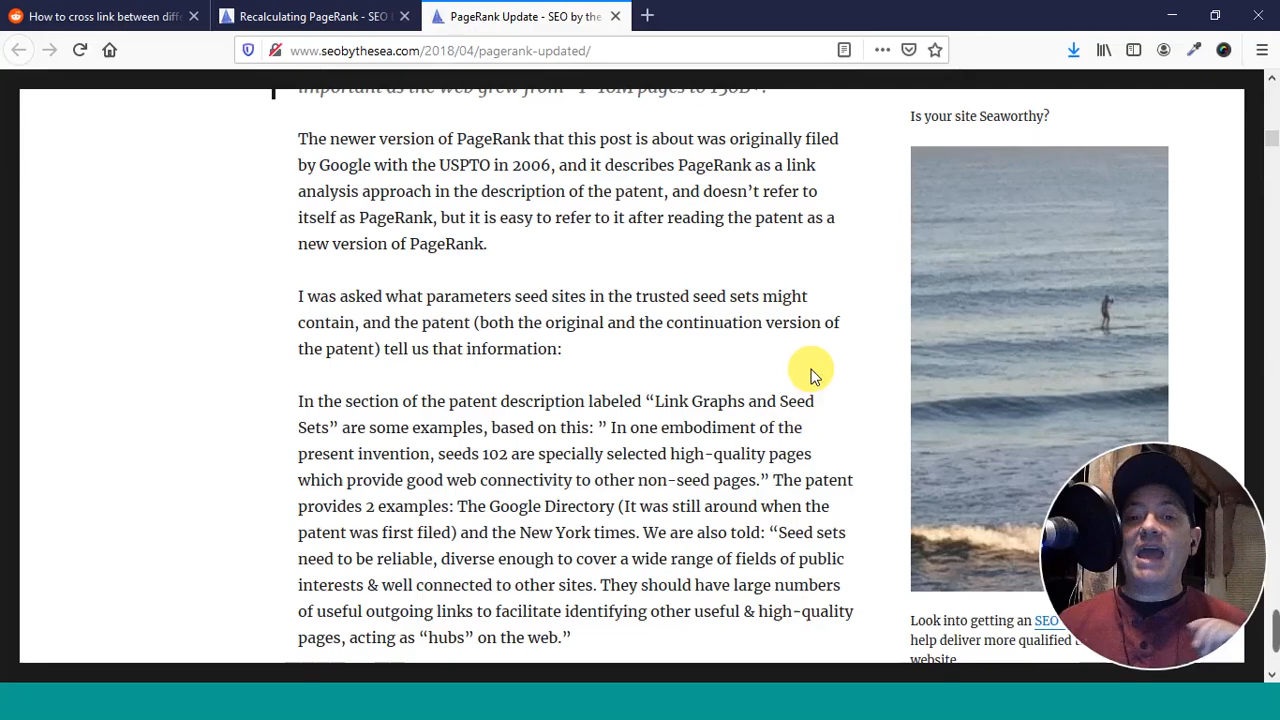 How to cross link between diffe
Recalculating PageRank - SEO
PageRank Update - SEO by the
www.seobythesea.com/2018/04/pagerank-updated/
important as the web grew from ~1-10M pages to 150B+.
The newer version of PageRank that this post is about was originally filed
by Google with the USPTO in 2006, and it describes PageRank as a link
analysis approach in the description of the patent, and doesn’t refer to
itself as PageRank, but it is easy to refer to it after reading the patent as a
new version of PageRank.
I was asked what parameters seed sites in the trusted seed sets might
contain, and the patent (both the original and the continuation version of
the patent) tell us that information:
In the section of the patent description labeled “Link Graphs and Seed
Sets” are some examples, based on this: ” In one embodiment of the
present invention, seeds 102 are specially selected high-quality pages
which provide good web connectivity to other non-seed pages.” The patent
provides 2 examples: The Google Directory (It was still around when the
patent was first filed) and the New York times. We are also told: “Seed sets
need to be reliable, diverse enough to cover a wide range of fields of public
interests & well connected to other sites. They should have large numbers
of useful outgoing links to facilitate identifying other useful & high-quality
pages, acting as “hubs” on the web.”
Is your site Seaworthy?
Look into getting an SEO
help deliver more qualified
website.